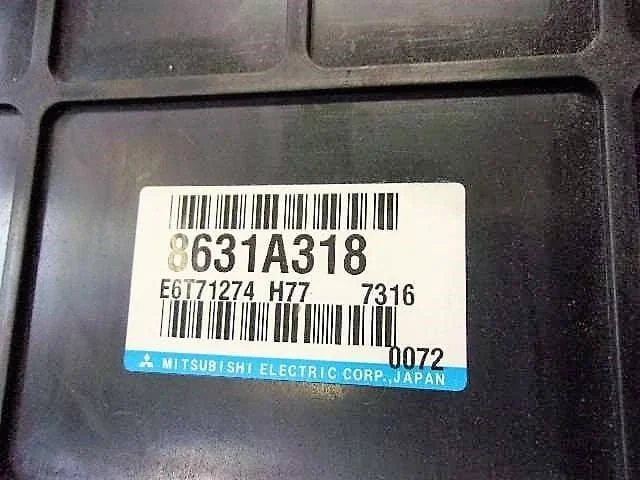 8631A318
E6T71274 H77 7316
0072
MITSUBISHI ELECTRIC CORP., JAPAN